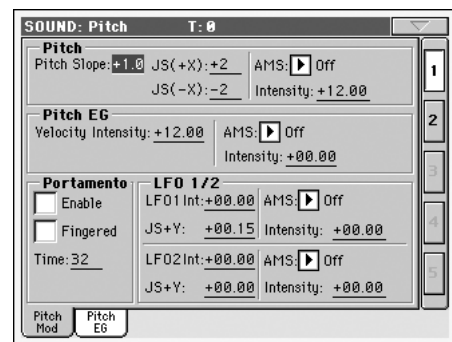 SOUND: Pitch T: 0
Pitch
Pitch Slope: +1.0 JS(+X): +2 AMS: Off
JS(-X): -2 Intensity: +12.00
Pitch EG
Velocity Intensity: +12.00 AMS: Off
Intensity: +00.00
Portamento LFO 1/2
Enable LFO1 Int: +00.00 AMS: Off
Fingered JS+Y: +00.15 Intensity: +00.00
Time: 32 LFO2 Int: +00.00 AMS: Off
JS+Y: +00.00 Intensity: +00.00
1
2
3
4
5
Pitch Mod
Pitch EG